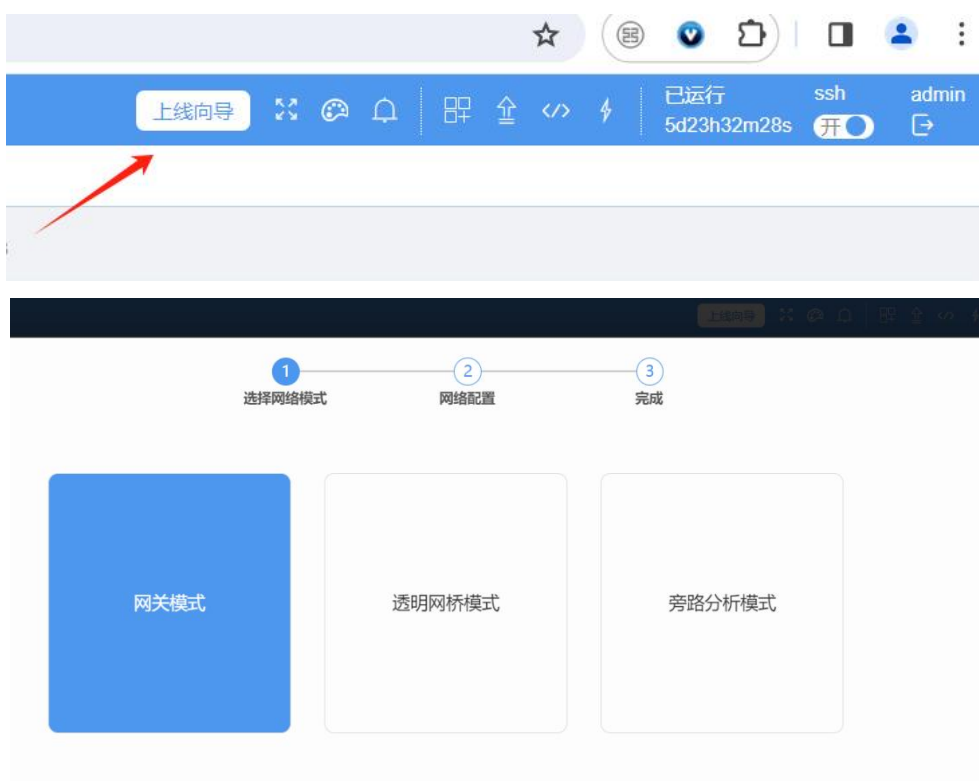 上线向导
已运行
5d23h32m28s
ssh
开
admin
上线向导
1
2
3
选择网络模式
网络配置
完成
网关模式
透明网桥模式
旁路分析模式